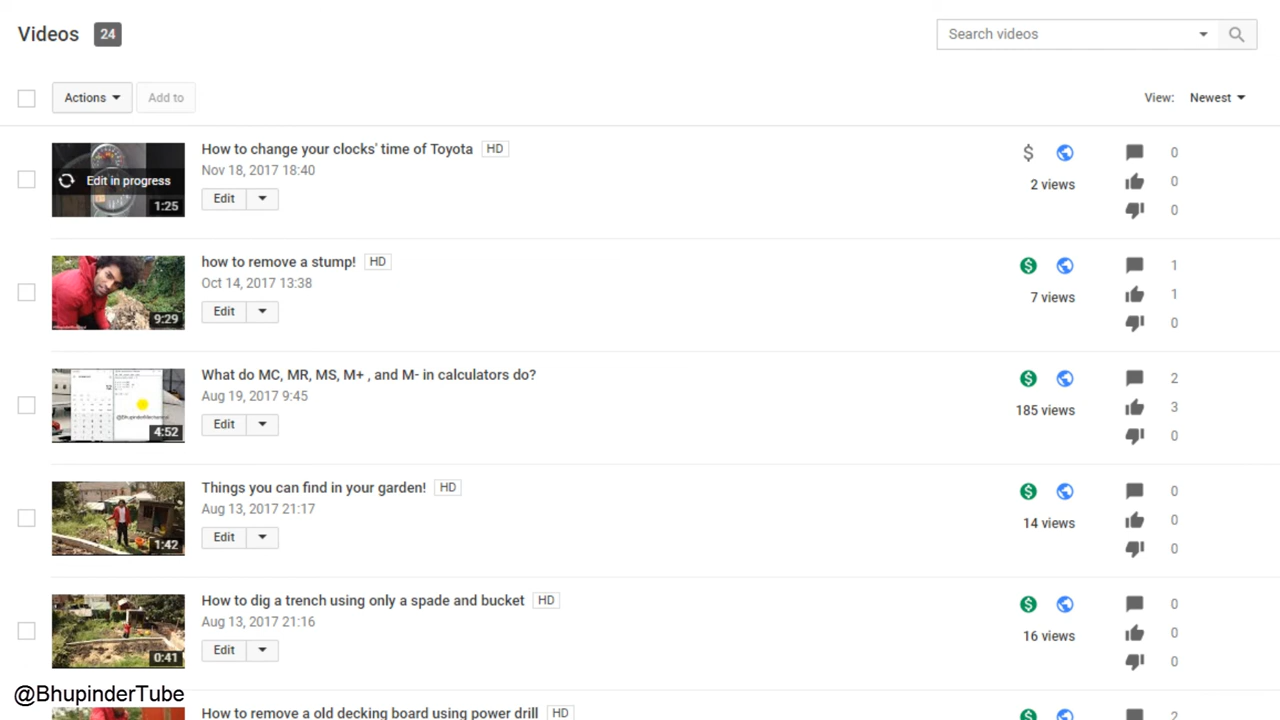 Videos 24
Search videos
Actions Add to
View: Newest
How to change your clocks' time of Toyota HD
Nov 18, 2017 18:40
Edit
Edit in progress
1:25
$
2 views
0
0
0
how to remove a stump! HD
Oct 14, 2017 13:38
Edit
9:29
$
7 views
1
1
0
What do MC, MR, MS, M+ , and M- in calculators do?
Aug 19, 2017 9:45
Edit
@BhupinderMechanical
4:52
$
185 views
2
3
0
Things you can find in your garden! HD
Aug 13, 2017 21:17
Edit
1:42
$
14 views
0
0
0
How to dig a trench using only a spade and bucket HD
Aug 13, 2017 21:16
Edit
0:41
$
16 views
0
0
0
@BhupinderTube
How to remove a old decking board using power drill HD
$
2